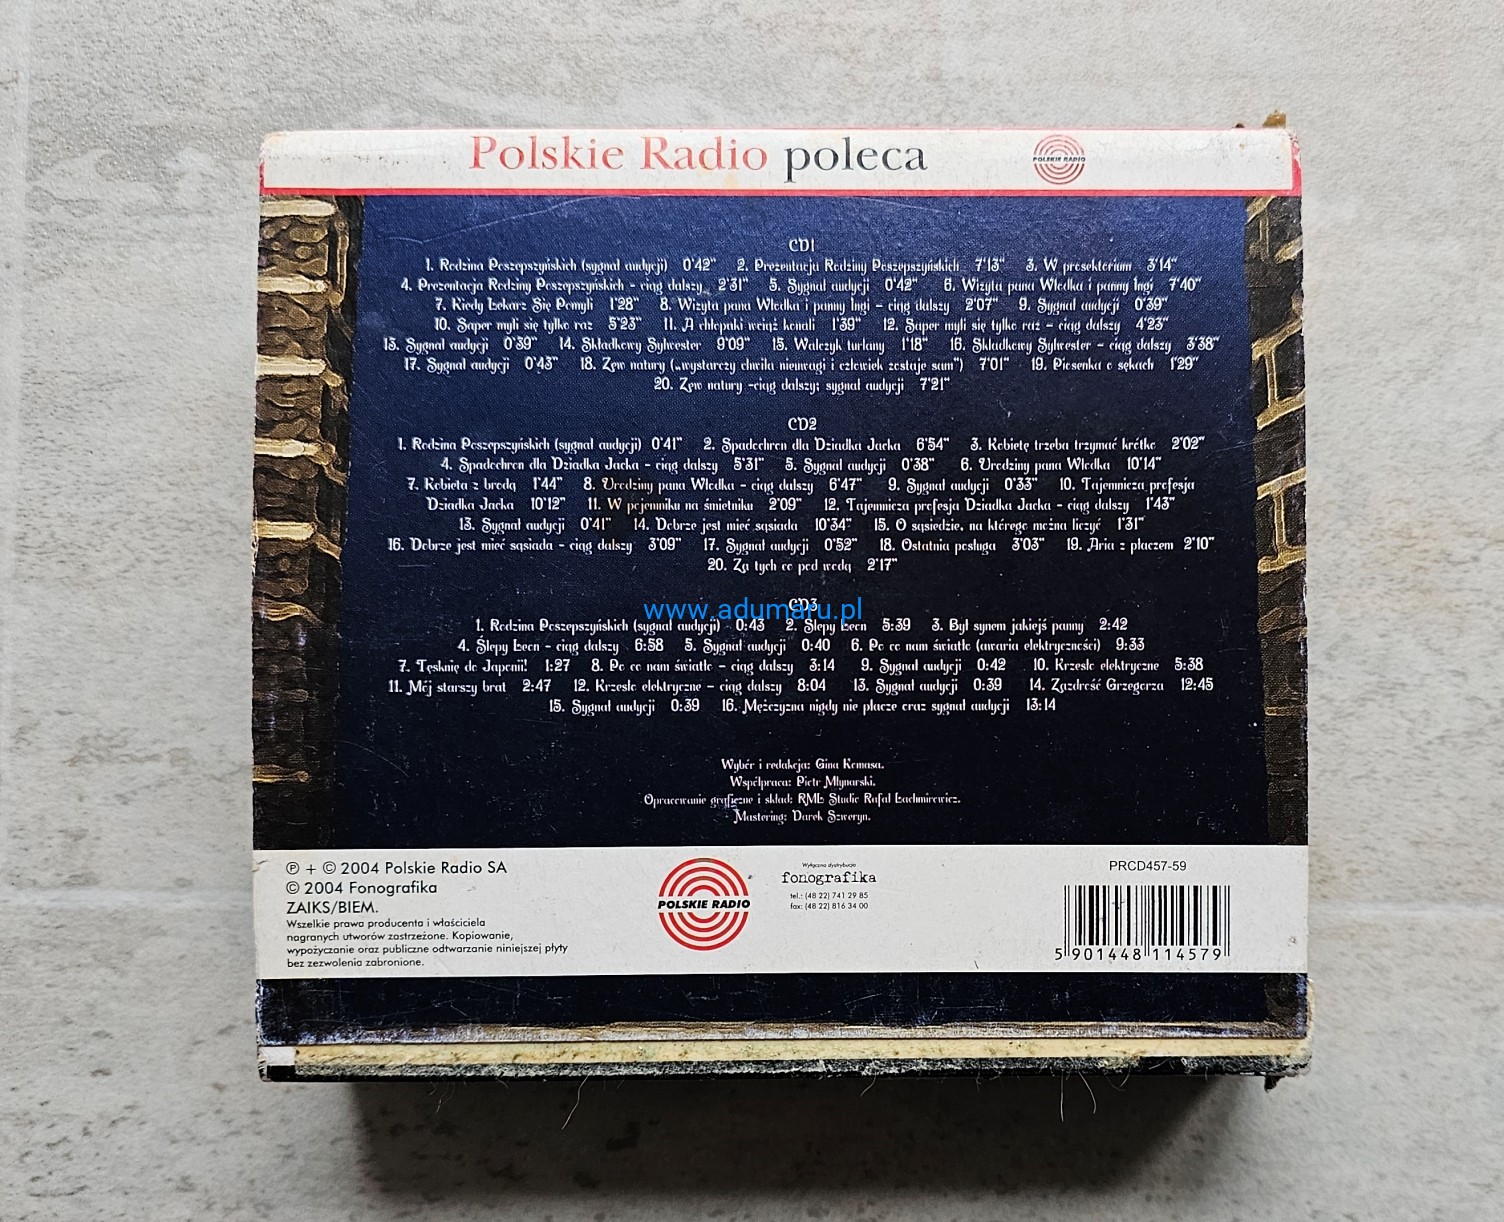 Polskie Radio poleca
POLSKIE RADIO
CD1
1. Rodzina Poszepszyńskich (sygnał audycji) 0'42" 2. Prezentacja Rodziny Poszepszyńskich 7'13" 3. W prosektorium 3'14"
4. Prezentacja Rodziny Poszepszyńskich - ciąg dalszy 2'31" 5. Sygnał audycji 0'42" 6. Wizyta pana Włodka i panny Ingi 7'40"
7. Kiedy Lekarz Się Pomyli 1'28" 8. Wizyta pana Włodka i panny Ingi - ciąg dalszy 2'07" 9. Sygnał audycji 0'39"
10. Saper myli się tylko raz 5'23" 11. A chłopaki wciąż konali 1'39" 12. Saper myli się tylko raz - ciąg dalszy 4'23"
13. Sygnał audycji 0'39" 14. Składkowy Sylwester 9'09" 15. Walczyk turlany 1'18" 16. Składkowy Sylwester - ciąg dalszy 3'38"
17. Sygnał audycji 0'43" 18. Zew natury („wystarczy chwila nieuwagi i człowiek zostaje sam") 7'01" 19. Piosenka o sękach 1'29"
20. Zew natury -ciąg dalszy; sygnał audycji 7'21"
CD2
1. Rodzina Poszepszyńskich (sygnał audycji) 0'41" 2. Spadochron dla Dziadka Jacka 6'54" 3. Kobietę trzeba trzymać krótko 2'02"
4. Spadochron dla Dziadka Jacka - ciąg dalszy 5'31" 5. Sygnał audycji 0'38" 6. Urodziny pana Włodka 10'14"
7. Kobieta z brodą 1'44" 8. Urodziny pana Włodka - ciąg dalszy 6'47" 9. Sygnał audycji 0'33" 10. Tajemnicza profesja
Dziadka Jacka 10'12" 11. W pojemniku na śmietniku 2'09" 12. Tajemnicza profesja Dziadka Jacka - ciąg dalszy 1'43"
13. Sygnał audycji 0'41" 14. Dobrze jest mieć sąsiada 10'34" 15. O sąsiedzie, na którego można liczyć 1'31"
16. Dobrze jest mieć sąsiada - ciąg dalszy 3'09" 17. Sygnał audycji 0'52" 18. Ostatnia posługa 3'03" 19. Aria z płaczem 2'10"
20. Za tych co pod wodą 2'17"
CD3
www.adumaru.pl
1. Rodzina Poszepszyńskich (sygnał audycji) 0:43 2. Ślepy Leon 5:39 3. Był synem jakiejś panny 2:42
4. Ślepy Leon - ciąg dalszy 6:58 5. Sygnał audycji 0:40 6. Po co nam światło (awaria elektryczności) 9:33
7. Tęsknię do Japonii! 1:27 8. Po co nam światło - ciąg dalszy 3:14 9. Sygnał audycji 0:42 10. Krzesło elektryczne 5:38
11. Mój starszy brat 2:47 12. Krzesło elektryczne - ciąg dalszy 8:04 13. Sygnał audycji 0:39 14. Zazdrość Grzegorza 12:45
15. Sygnał audycji 0:39 16. Mężczyzna nigdy nie płacze oraz sygnał audycji 13:14
Wybór i redakcja: Gina Komasa.
Współpraca: Piotr Młynarski.
Opracowanie graficzne i skład: RML Studio Rafał Lachmirowicz.
Mastering: Darek Szweryn.
Ⓟ + © 2004 Polskie Radio SA
© 2004 Fonografika
ZAIKS/BIEM.
Wszelkie prawa producenta i właściciela
nagranych utworów zastrzeżone. Kopiowanie,
wypożyczanie oraz publiczne odtwarzanie niniejszej płyty
bez zezwolenia zabronione.
POLSKIE RADIO
Wyłączna dystrybucja
fonografika
tel.: (48 22) 741 29 85
fax: (48 22) 816 34 00
PRCD457-59
5 901448 114579